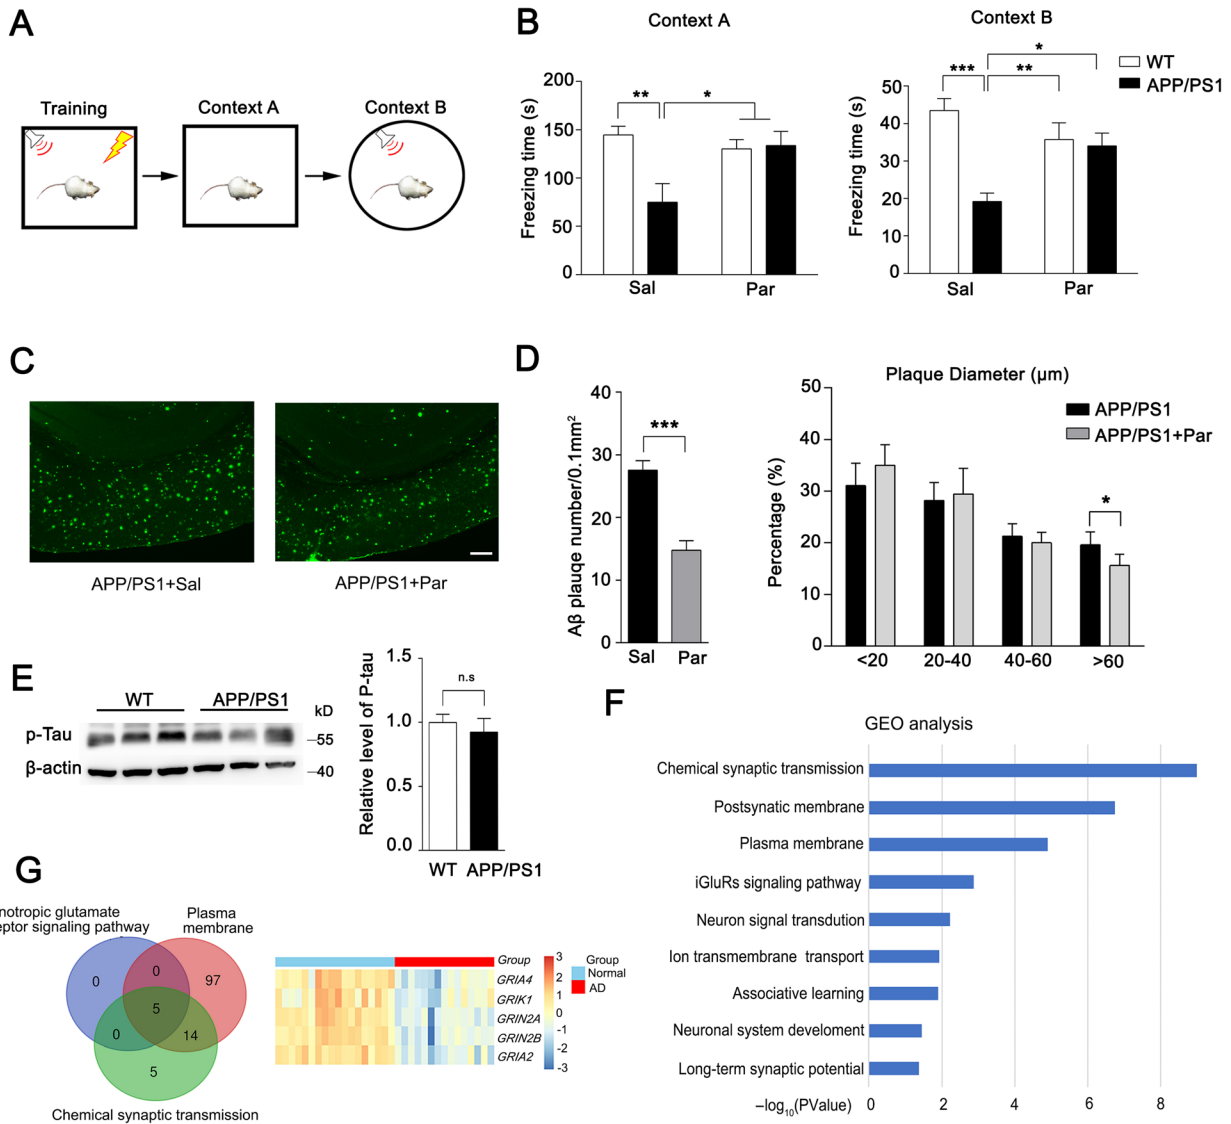 A
Training
Context A
Context B
B
Context A
Freezing time (s)
200
150
100
50
0
**
*
Sal
Par
Context B
Freezing time (s)
50
40
30
20
10
0
***
**
*
Sal
Par
WT
APP/PS1
C
APP/PS1+Sal
APP/PS1+Par
D
Aβ plauqe number/0.1mm²
40
30
20
10
0
***
Sal
Par
Plaque Diameter (μm)
Percentage (%)
50
40
30
20
10
0
APP/PS1
APP/PS1+Par
*
<20
20-40
40-60
>60
E
WT
APP/PS1
kD
p-Tau
–55
β-actin
–40
Relative level of P-tau
1.5
1.0
0.5
0.0
n.s
WT
APP/PS1
F
GEO analysis
Chemical synaptic transmission
Postsynatic membrane
Plasma membrane
iGluRs signaling pathway
Neuron signal transdution
Ion transmembrane transport
Associative learning
Neuronal system develoment
Long-term synaptic potential
–log₁₀(PValue)
0
2
4
6
8
G
notropic glutamate
eptor signaling pathway
Plasma
membrane
0
0
97
5
0
14
5
Chemical synaptic transmission
Group
GRIA4
GRIK1
GRIN2A
GRIN2B
GRIA2
3
2
1
0
-1
-2
-3
Group
Normal
AD